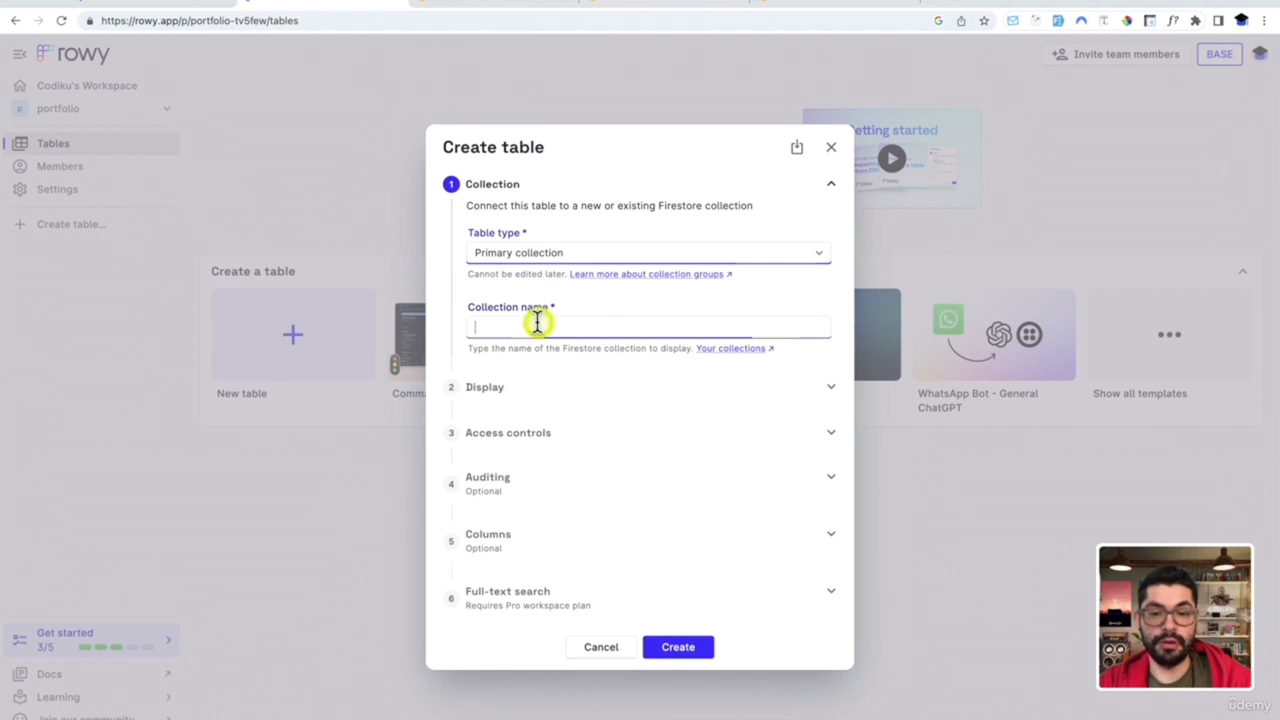 https://rowy.app/p/portfolio-tv5few/tables
rowy
Invite team members
BASE
Codiku's Workspace
p portfolio
Tables
Members
Settings
Create table...
Getting started
Create table
1 Collection
Connect this table to a new or existing Firestore collection
Table type *
Primary collection
Cannot be edited later. Learn more about collection groups
Collection name *
Type the name of the Firestore collection to display. Your collections
2 Display
3 Access controls
4 Auditing
Optional
5 Columns
Optional
6 Full-text search
Requires Pro workspace plan
Cancel
Create
Create a table
New table
Comma
WhatsApp Bot - General
ChatGPT
Show all templates
Get started
3/5
Docs
Learning
Join our community
ûdemy